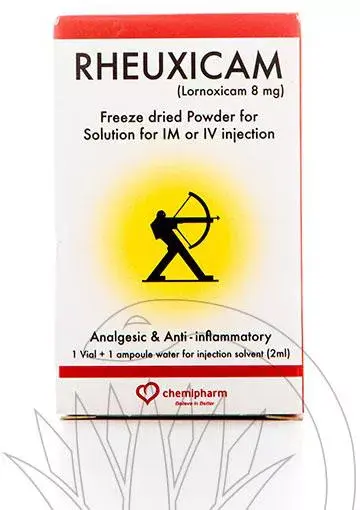 RHEUXICAM
(Lornoxicam 8 mg)
Freeze dried Powder for
Solution for IM or IV injection
Analgesic & Anti-inflammatory
1 Vial + 1 ampoule water for injection solvent (2ml)
chemipharm
Believe in Better